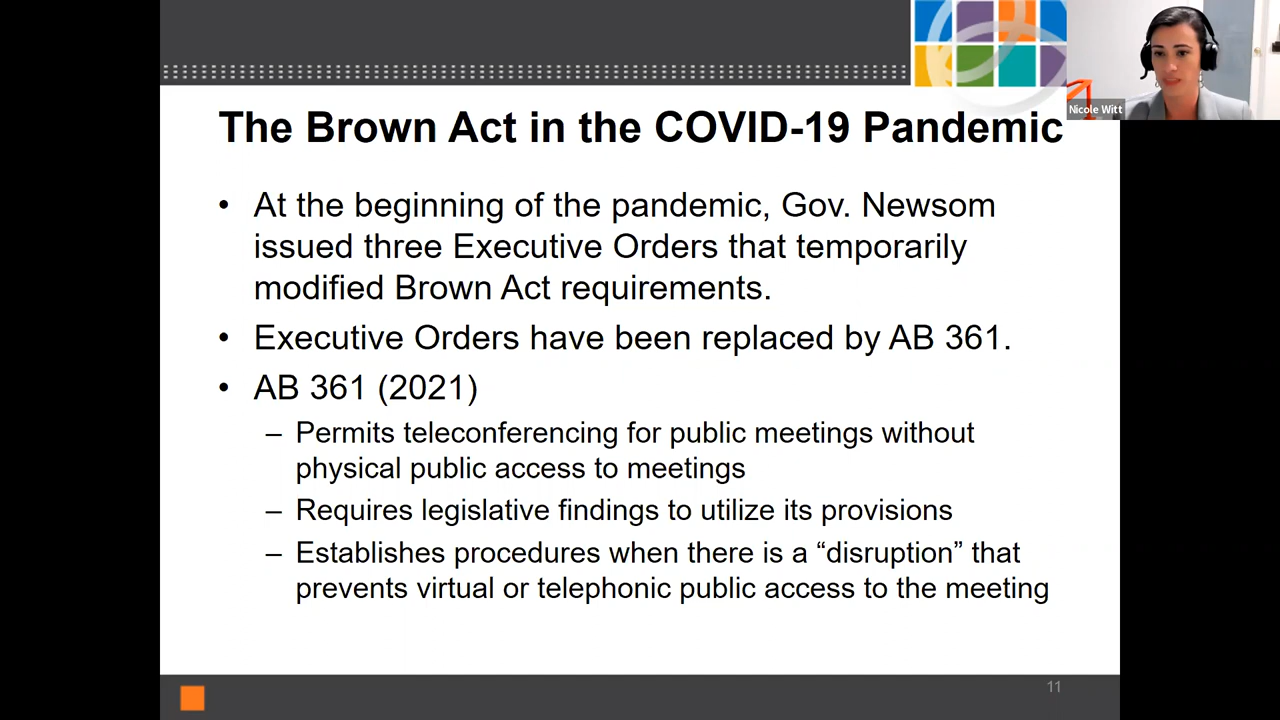 Nicole Witt
The Brown Act in the COVID-19 Pandemic
• At the beginning of the pandemic, Gov. Newsom
issued three Executive Orders that temporarily
modified Brown Act requirements.
• Executive Orders have been replaced by AB 361.
• AB 361 (2021)
– Permits teleconferencing for public meetings without
physical public access to meetings
– Requires legislative findings to utilize its provisions
– Establishes procedures when there is a “disruption” that
prevents virtual or telephonic public access to the meeting
11